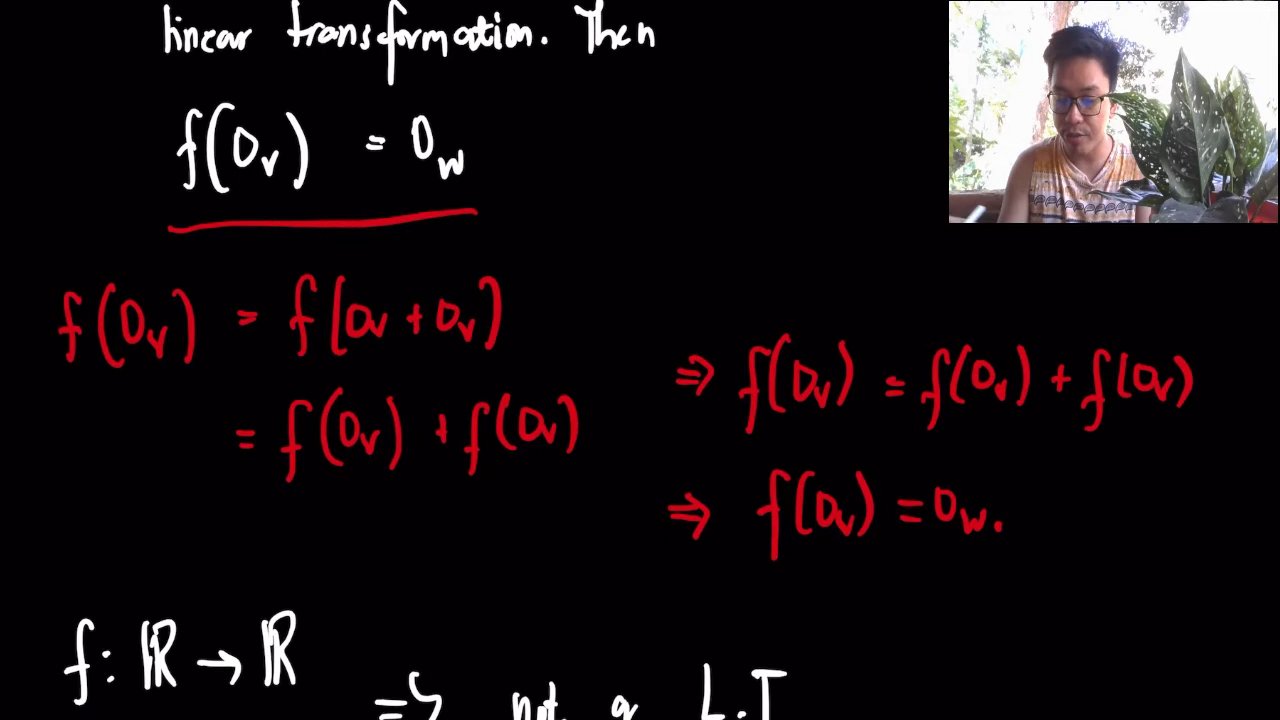 linear transformation. Then
f(0_v) = 0_w
f(0_v) = f(0_v + 0_v)
= f(0_v) + f(0_v)
⇒ f(0_v) = f(0_v) + f(0_v)
⇒ f(0_v) = 0_w.
f: ℝ → ℝ
⇒ not a L.T